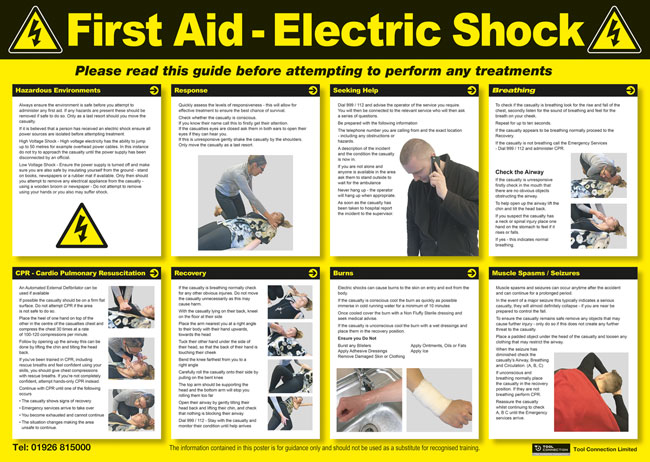 First Aid - Electric Shock
Please read this guide before attempting to perform any treatments
Hazardous Environments
Always ensure the environment is safe before you attempt to
administer any first aid. If any hazards are present these should be
removed if safe to do so. Only as a last resort should you move the
casualty.
If it is believed that a person has received an electric shock ensure all
power sources are isolated before attempting treatment
High Voltage Shock - High voltage electricity has the ability to jump
up to 50 metres for example overhead power cables. In this instance
do not try to approach the casualty until the power supply has been
disconnected by an official.
Low Voltage Shock - Ensure the power supply is turned off and make
sure you are also safe by insulating yourself from the ground - stand
on books, newspapers or a rubber mat if available. Only then should
you attempt to remove any electrical appliance from the casualty -
using a wooden broom or newspaper - Do not attempt to remove
using your hands or you also may suffer shock.
Response
Quickly assess the levels of responsiveness - this will allow for
effective treatment to ensure the best chance of survival.
Check whether the casualty is conscious.
If you know their name call this to firstly get their attention
If the casualties eyes are closed ask them in both ears to open their
eyes if they can hear you.
If this is unresponsive gently shake the casualty by the shoulders
Only move the casualty as a last resort.
Seeking Help
Dial 999 / 112 and advise the operator of the service you require.
You will then be connected to the relevant service who will then ask
a series of questions.
Be prepared with the following information
The telephone number you are calling from and the exact location
- including any obstructions or
hazards.
A description of the incident
and the condition the casualty
is now in.
If you are not alone and
anyone is available in the area
ask them to stand outside to
wait for the ambulance
Never hang up - the operator
will hang up when appropriate.
As soon as the casualty has
been taken to hospital report
the incident to the supervisor.
Breathing
To check if the casualty is breathing look for the rise and fall of the
chest, secondly listen for the sound of breathing and feel for the
breath on your cheek.
Repeat for up to ten seconds.
If the casualty appears to be breathing normally proceed to the
Recovery.
If the casualty is not breathing call the Emergency Services
- Dial 999 / 112 and administer CPR.
Check the Airway
If the casualty is unresponsive
firstly check in the mouth that
there are no obvious objects
obstructing the airway.
To help open up the airway lift the
chin and tilt the head back.
If you suspect the casualty has
a neck or spinal injury place one
hand on the stomach to feel if it
rises or falls.
If yes - this indicates normal
breathing.
CPR - Cardio Pulmonary Resuscitation
An Automated External Defibrilator can be
used if available
If possible the casualty should be on a firm flat
surface. Do not attempt CPR if the area
is not safe to do so.
Place the heel of one hand on top of the
other in the centre of the casualties chest and
compress the chest 30 times at a rate
of 100-120 compressions per minute.
Follow by opening up the airway this can be
done by lifting the chin and tilting the head
back.
If you've been trained in CPR, including
rescue breaths and feel confident using your
skills, you should give chest compressions
with rescue breaths. If you're not completely
confident, attempt hands-only CPR instead
Continue with CPR until one of the following
occurs
• The casualty shows signs of recovery
• Emergency services arrive to take over
• You become exhausted and cannot continue
• The situation changes making the area
unsafe to continue
Recovery
If the casualty is breathing normally check
for any other obvious injuries. Do not move
the casualty unnecessarily as this may
cause harm.
With the casualty lying on their back, kneel
on the floor at their side
Place the arm nearest you at a right angle
to their body with their hand upwards,
towards the head
Tuck their other hand under the side of
their head, so that the back of their hand is
touching their cheek
Bend the knee farthest from you to a
right angle
Carefully roll the casualty onto their side by
pulling on the bent knee
The top arm should be supporting the
head and the bottom arm will stop you
rolling them too far
Open their airway by gently tilting their
head back and lifting their chin, and check
that nothing is blocking their airway
Dial 999 / 112 - Stay with the casualty and
monitor their condition until help arrives
Burns
Electric shocks can cause burns to the skin on entry and exit from the
body.
If the casualty is conscious cool the burn as quickly as possible
immerse in cold running water for a minimum of 10 minutes
Once cooled cover the burn with a Non Fluffy Sterile dressing and
seek medical advice.
If the casualty is unconscious cool the burn with a wet dressings and
place them in the recovery position.
Ensure you Do Not
Burst any Blisters Apply Ointments, Oils or Fats
Apply Adhesive Dressings Apply Ice
Remove Damaged Skin or Clothing
Muscle Spasms / Seizures
Muscle spasms and seizures can occur anytime after the accident
and can continue for a prolonged period.
In the event of a major seizure this typically indicates a serious
casualty, they will almost definitely collapse - if you are near be
prepared to control the fall.
To ensure the casualty remains safe remove any objects that may
cause further injury - only do so if this does not create any further
threat to the casualty.
Place a padded object under the head of the casualty and loosen any
clothing that may restrict the airway.
When the seizure has
diminished check the
casualty's Airway, Breathing
and Circulation: (A, B, C)
If unconscious and
breathing normally place
the casualty in the recovery
position. If they are not
breathing perform CPR.
Reassure the casualty
whilst continuing to check
A, B C until the Emergency
services arrive
Tel: 01926 815000
The information contained in this poster is for guidance only and should not be used as a substitute for recognised training.
TOOL
CONNECTION
Tool Connection Limited